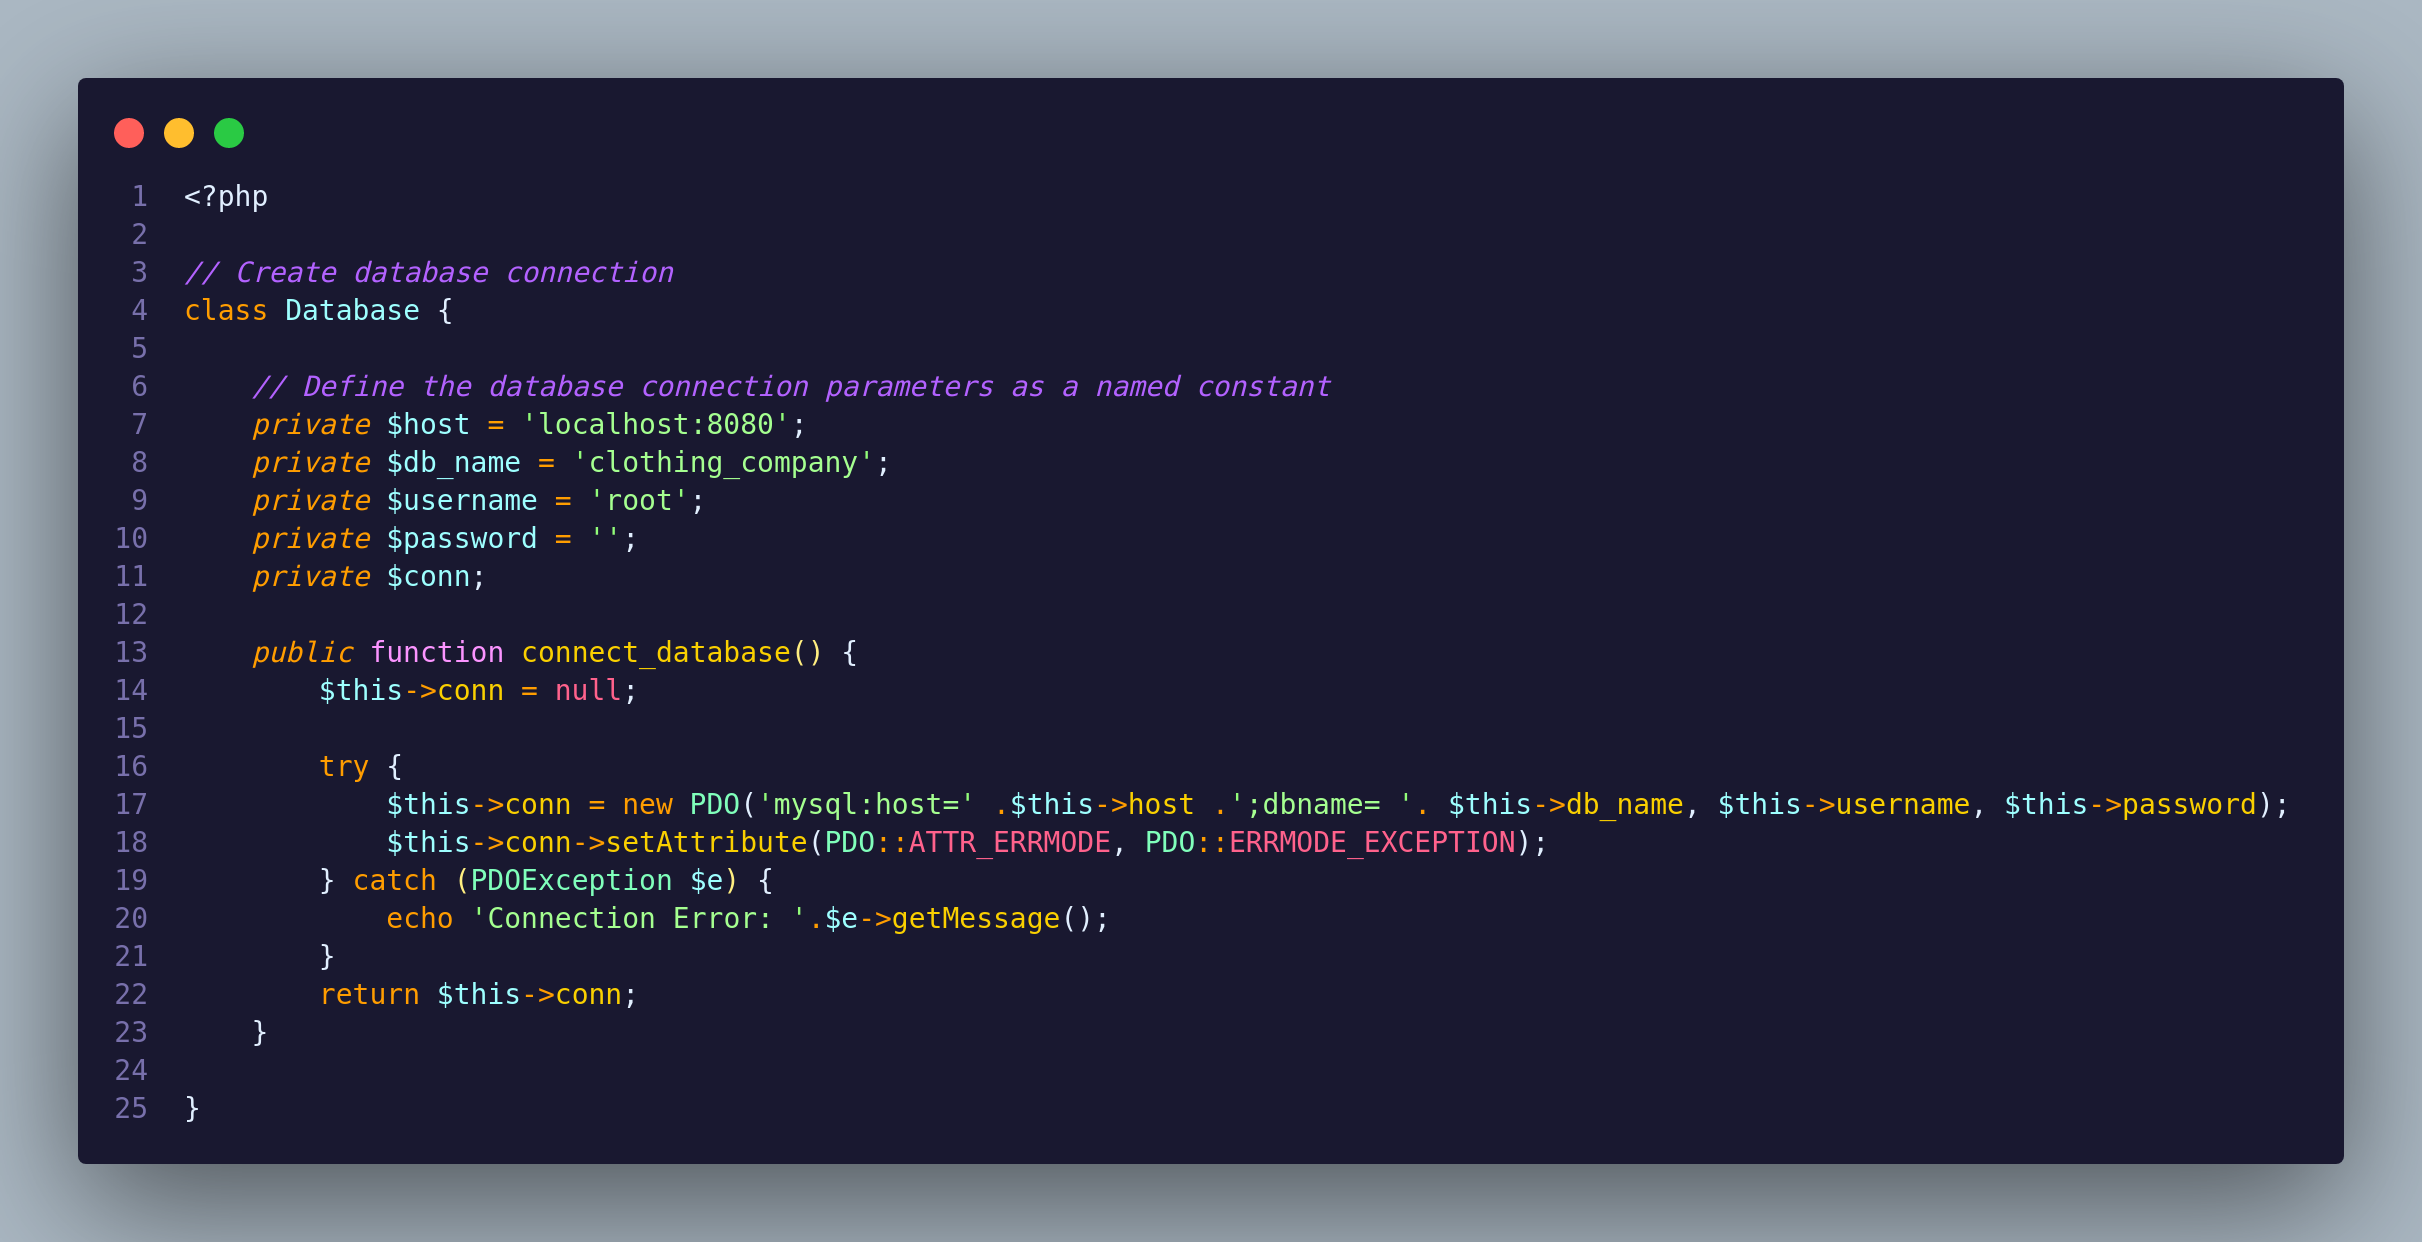 1 <?php
2
3 // Create database connection
4 class Database {
5
6     // Define the database connection parameters as a named constant
7     private $host = 'localhost:8080';
8     private $db_name = 'clothing_company';
9     private $username = 'root';
10     private $password = '';
11     private $conn;
12
13     public function connect_database() {
14         $this->conn = null;
15
16         try {
17             $this->conn = new PDO('mysql:host=' .$this->host .';dbname= '. $this->db_name, $this->username, $this->password);
18             $this->conn->setAttribute(PDO::ATTR_ERRMODE, PDO::ERRMODE_EXCEPTION);
19         } catch (PDOException $e) {
20             echo 'Connection Error: '.$e->getMessage();
21         }
22         return $this->conn;
23     }
24
25 }